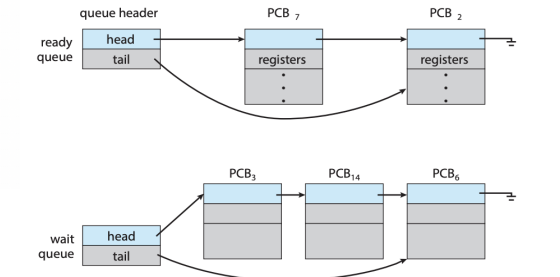 queue header
PCB 7
PCB 2
ready
queue
head
tail
registers
•
•
•
registers
•
•
•
PCB3
PCB14
PCB6
wait
queue
head
tail